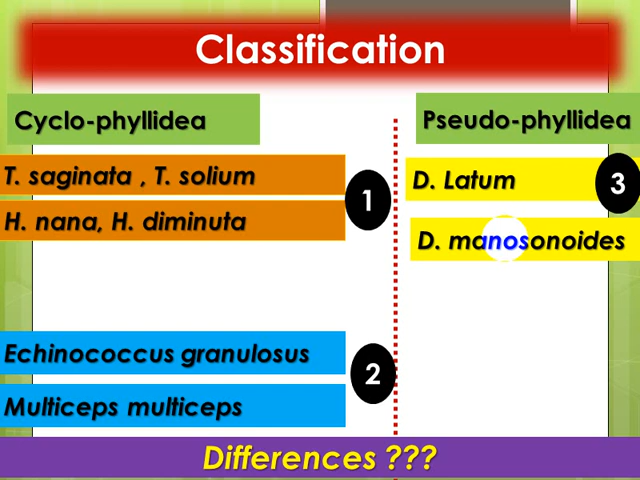 Classification
Cyclo-phyllidea
T. saginata , T. solium
H. nana, H. diminuta
1
Echinococcus granulosus
Multiceps multiceps
2
Pseudo-phyllidea
D. Latum
3
D. manosonoides
Differences ???